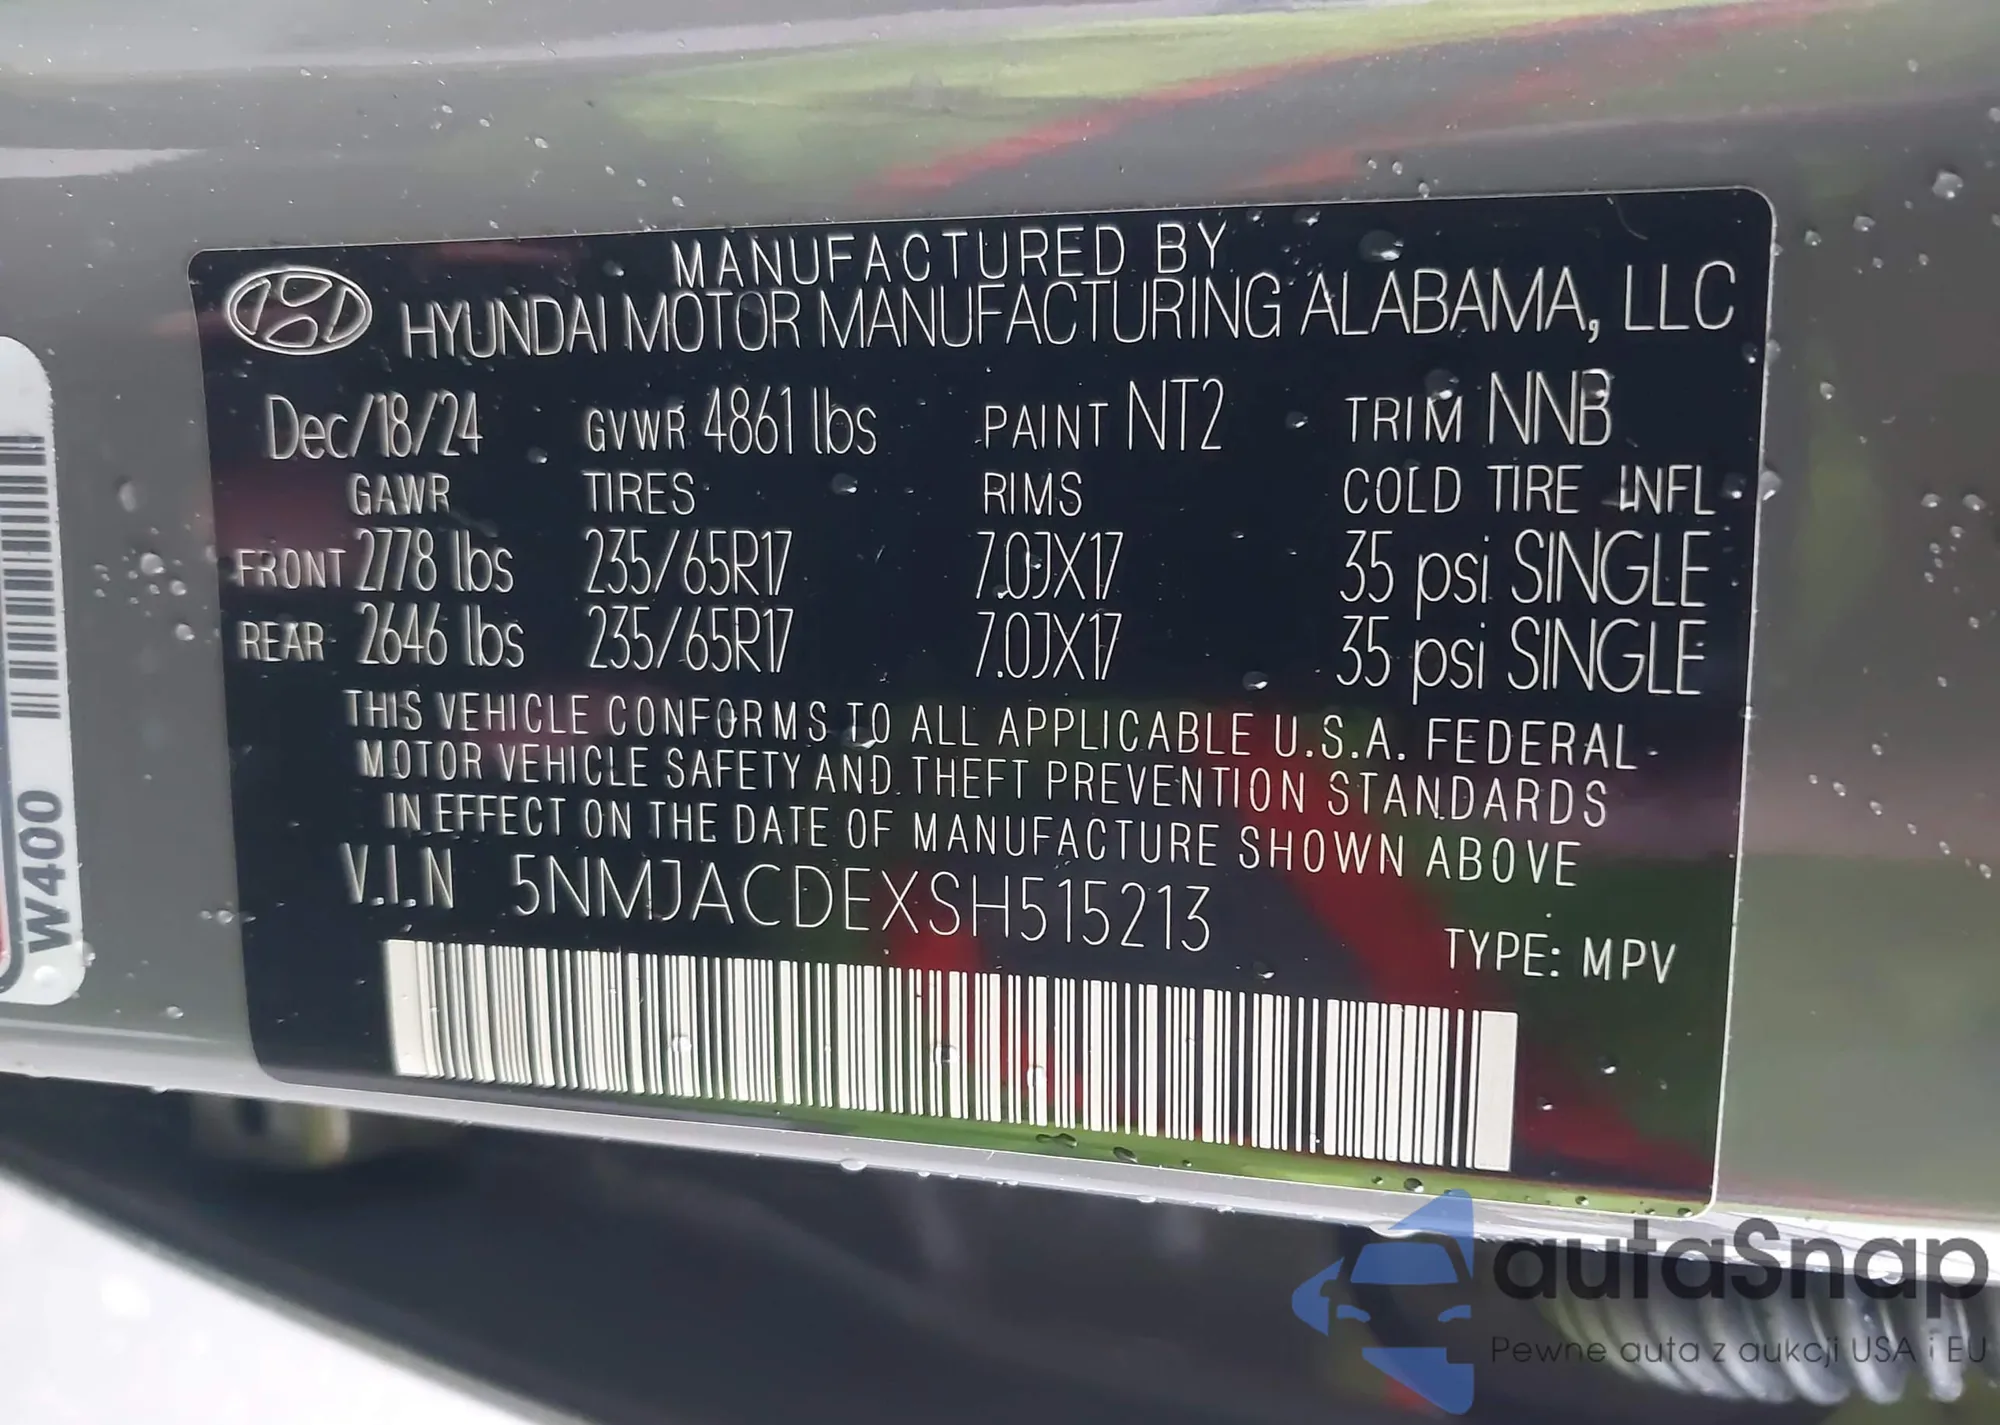 MANUFACTURED BY
HYUNDAI MOTOR MANUFACTURING ALABAMA, LLC
Dec/18/24 GVWR 4861 lbs PAINT NT2 TRIM NNB
GAWR TIRES RIMS COLD TIRE INFL
FRONT 2778 lbs 235/65R17 7.0JX17 35 psi SINGLE
REAR 2646 lbs 235/65R17 7.0JX17 35 psi SINGLE
THIS VEHICLE CONFORMS TO ALL APPLICABLE U.S.A. FEDERAL
MOTOR VEHICLE SAFETY AND THEFT PREVENTION STANDARDS
IN EFFECT ON THE DATE OF MANUFACTURE SHOWN ABOVE
V.I.N 5NMJACDEXSH515213
TYPE: MPV
W400
autaSnap
Pewne auta z aukcji USA i EU